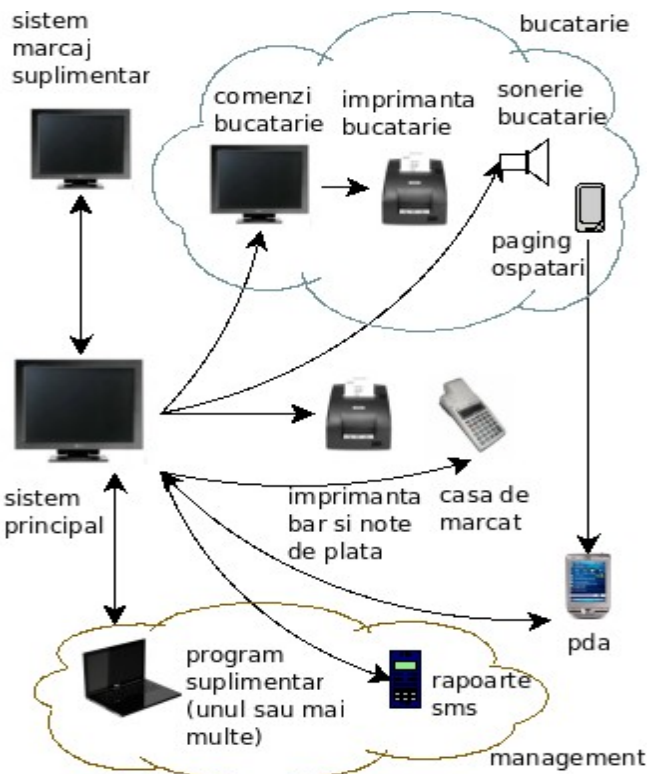 sistem
marcaj
suplimentar
bucatarie
comenzi
bucatarie
imprimanta
bucatarie
sonerie
bucatarie
paging
ospatari
sistem
principal
imprimanta
bar si note
de plata
casa de
marcat
pda
program
suplimentar
(unul sau mai
multe)
rapoarte
sms
management